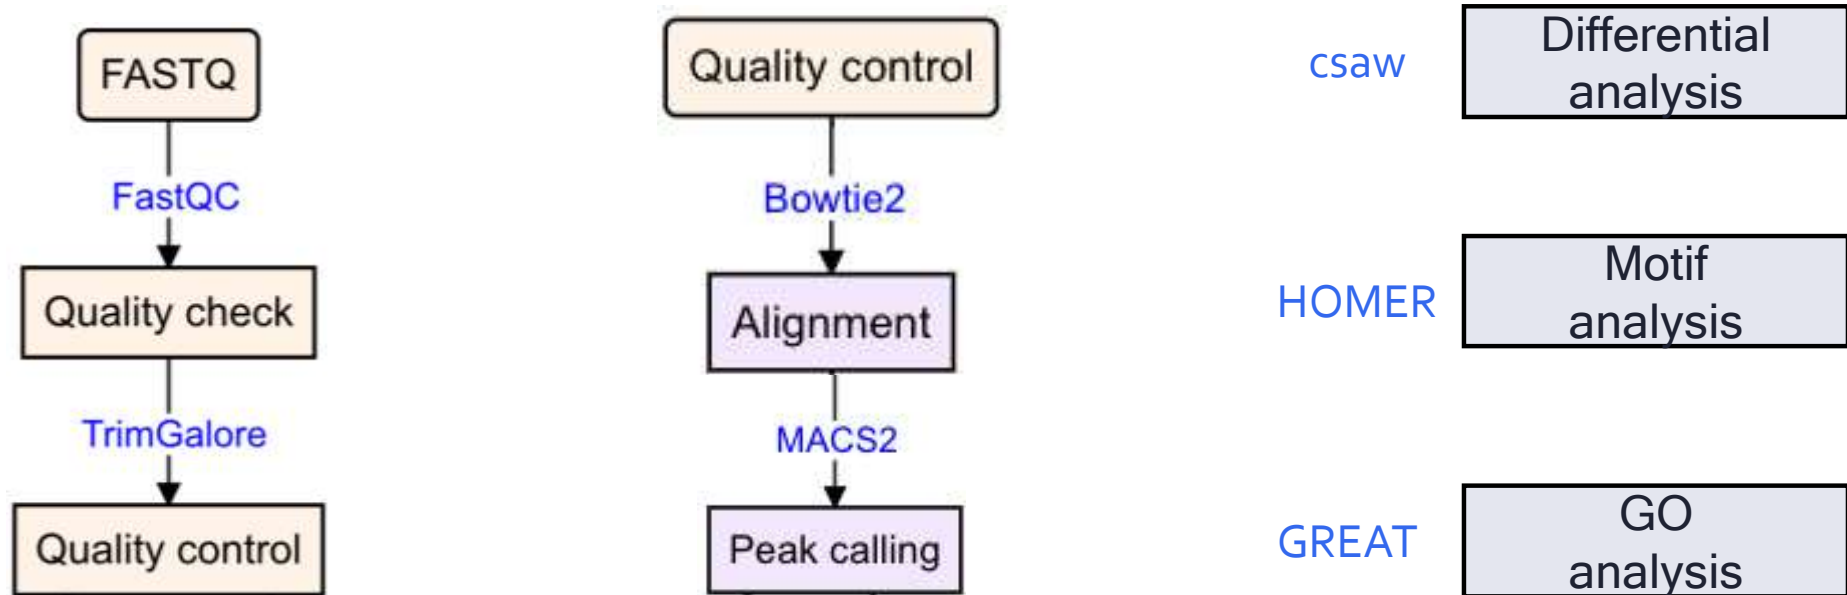 FASTQ
FastQC
Quality check
TrimGalore
Quality control
Quality control
Bowtie2
Alignment
MACS2
Peak calling
csaw
Differential
analysis
HOMER
Motif
analysis
GREAT
GO
analysis